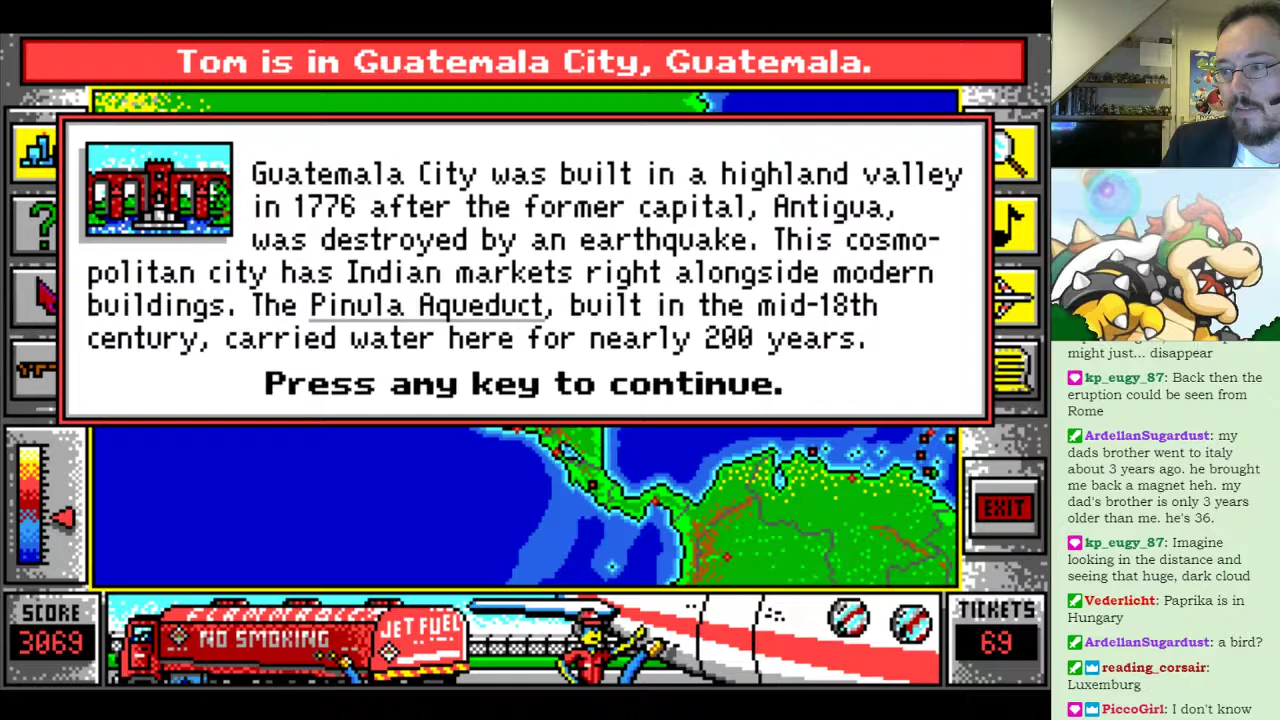 Tom is in Guatemala City, Guatemala.
Guatemala City was built in a highland valley
in 1776 after the former capital, Antigua,
was destroyed by an earthquake. This cosmo-
politan city has Indian markets right alongside modern
buildings. The Pinula Aqueduct, built in the mid-18th
century, carried water here for nearly 200 years.
Press any key to continue.
EXIT
SCORE
3069
NO SMOKING
JET FUEL
TICKETS
69
might just... disappear
kp_eugy_87: Back then the
eruption could be seen from
Rome
ArdellanSugardust: my
dads brother went to italy
about 3 years ago. he brought
me back a magnet heh. my
dad's brother is only 3 years
older than me. he's 36.
kp_eugy_87: Imagine
looking in the distance and
seeing that huge, dark cloud
Vederlicht: Paprika is in
Hungary
ArdellanSugardust: a bird?
reading_corsair:
Luxemburg
PiccoGirl: I don't know